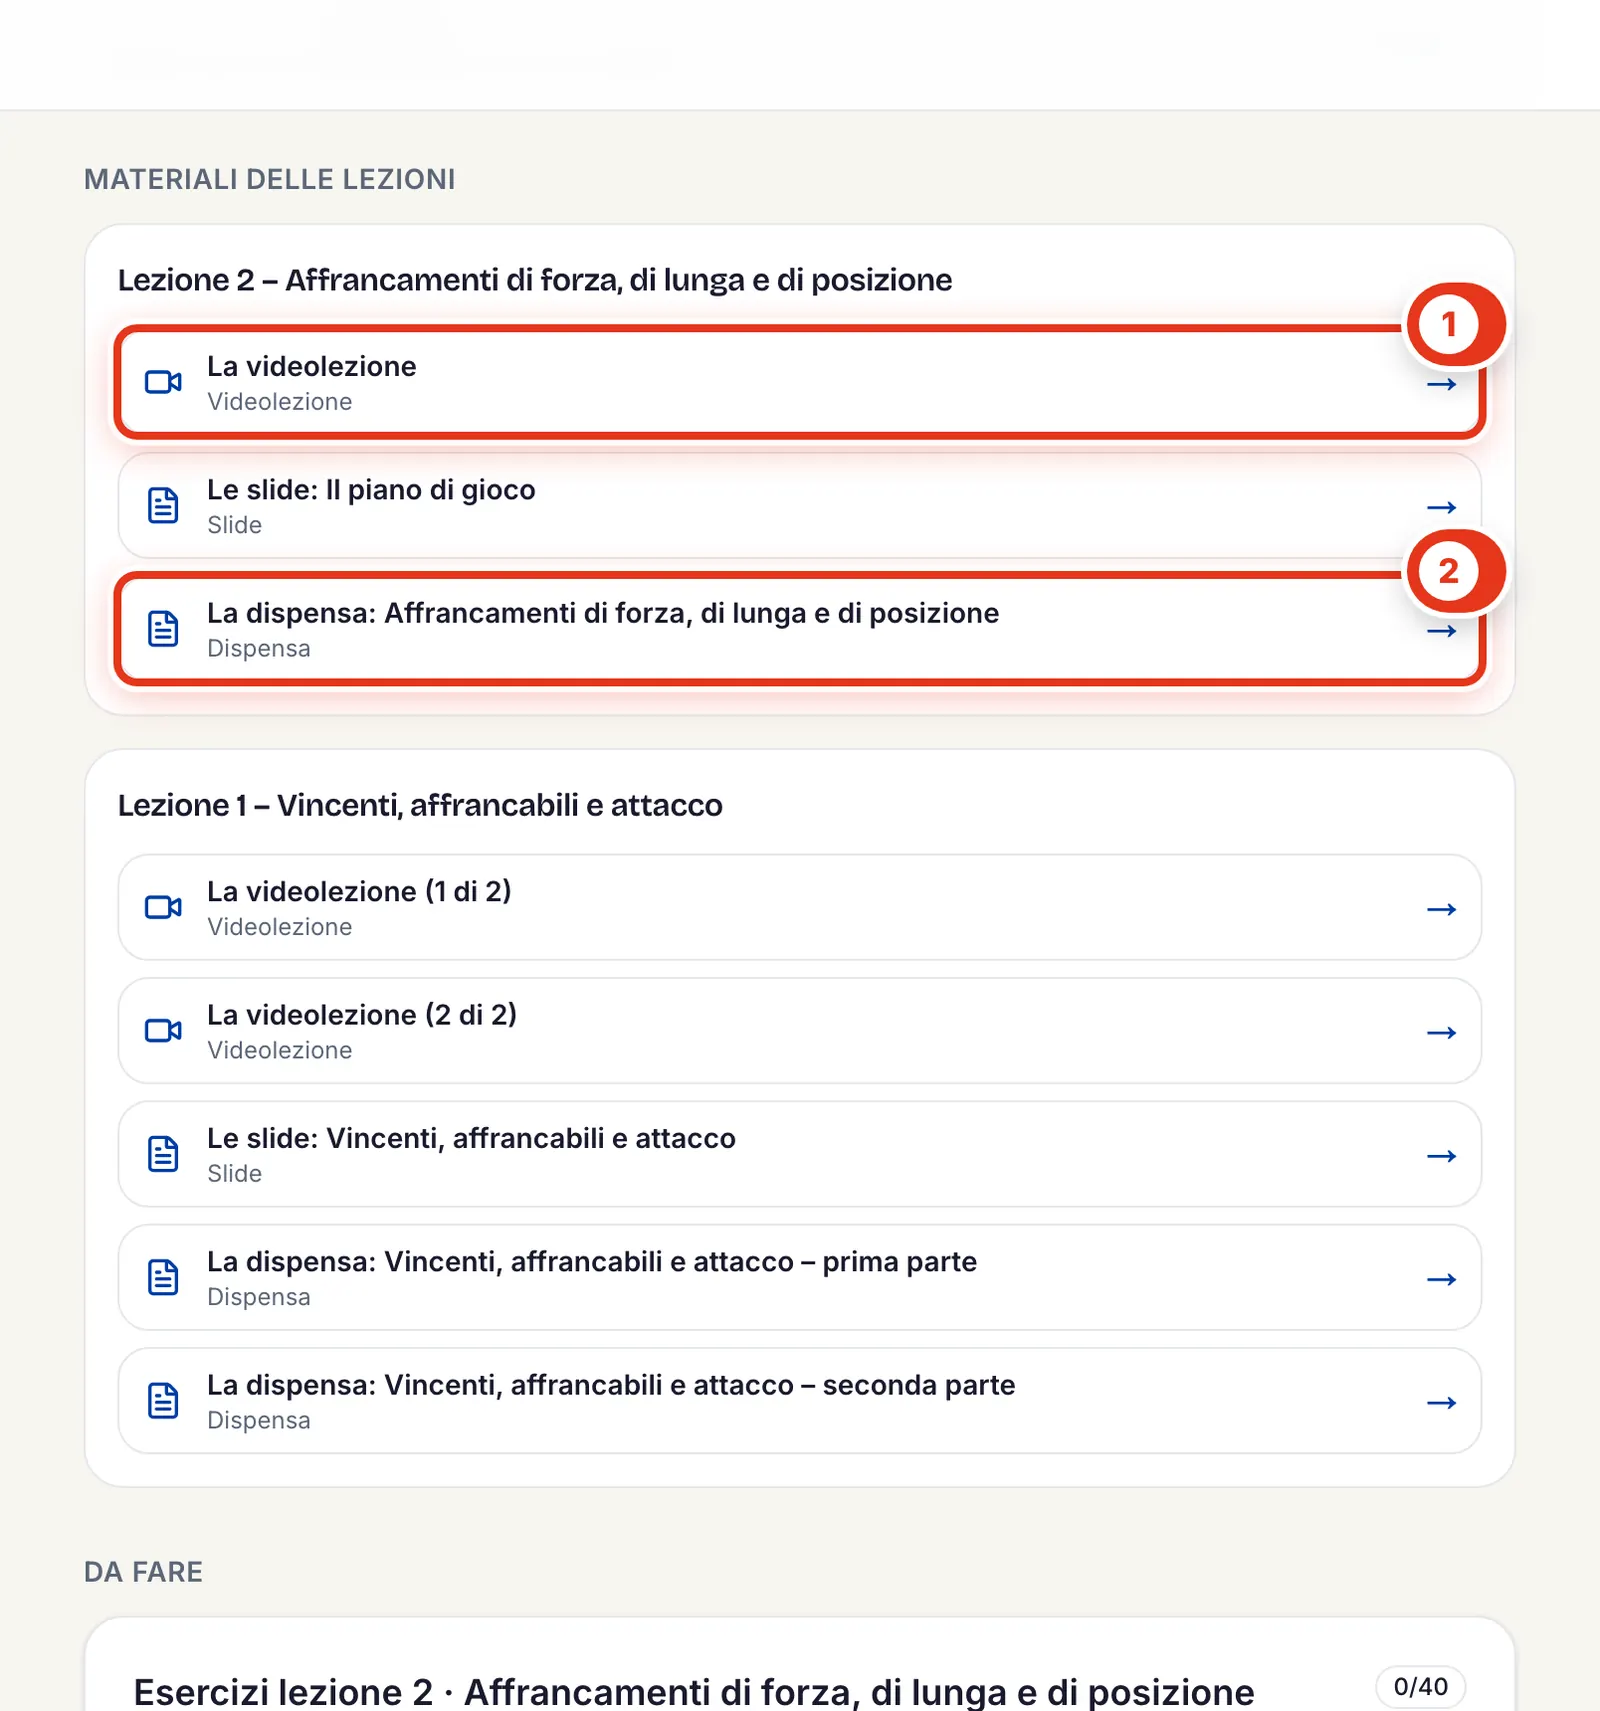 MATERIALI DELLE LEZIONI
Lezione 2 – Affrancamenti di forza, di lunga e di posizione
1
La videolezione
Videolezione
→
Le slide: Il piano di gioco
Slide
→
2
La dispensa: Affrancamenti di forza, di lunga e di posizione
Dispensa
→
Lezione 1 – Vincenti, affrancabili e attacco
La videolezione (1 di 2)
Videolezione
→
La videolezione (2 di 2)
Videolezione
→
Le slide: Vincenti, affrancabili e attacco
Slide
→
La dispensa: Vincenti, affrancabili e attacco – prima parte
Dispensa
→
La dispensa: Vincenti, affrancabili e attacco – seconda parte
Dispensa
→
DA FARE
Esercizi lezione 2 · Affrancamenti di forza, di lunga e di posizione
0/40